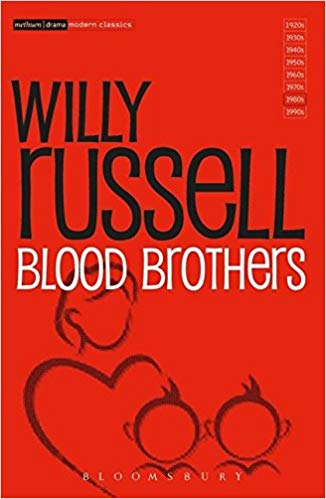 methuen | drama modern classics
1920s
1930s
1940s
1950s
1960s
1970s
1980s
1990s
WILLY
russell
BLOOD BROTHERS
BLOOMSBURY